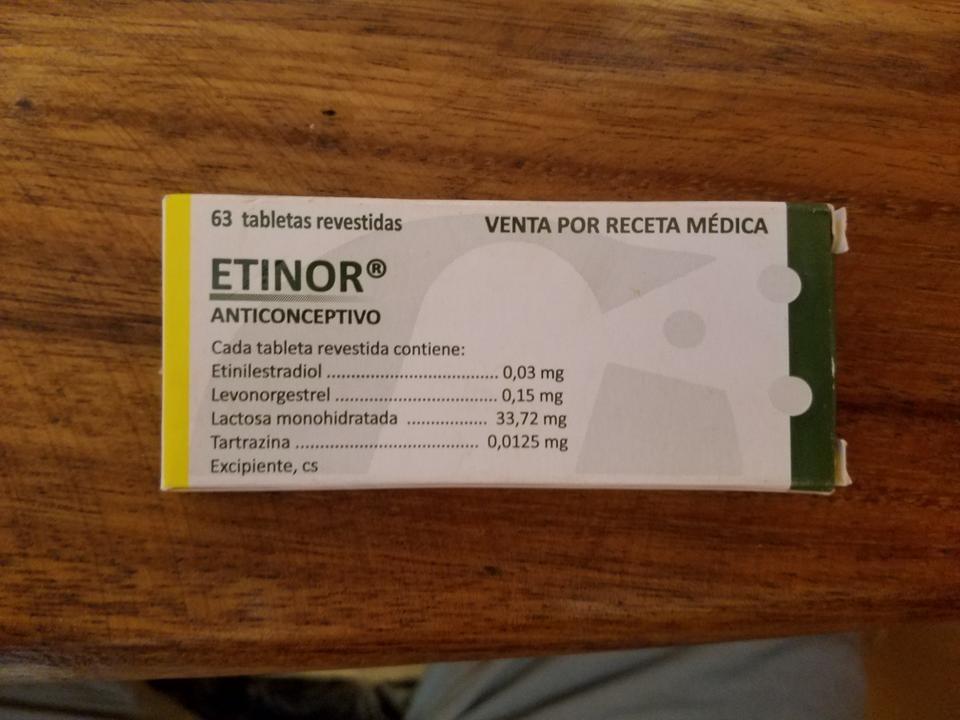 63 tabletas revestidas VENTA POR RECETA MÉDICA
ETINOR®
ANTICONCEPTIVO
Cada tableta revestida contiene:
Etinilestradiol .................................. 0,03 mg
Levonorgestrel ................................. 0,15 mg
Lactosa monohidratada ................ 33,72 mg
Tartrazina ..................................... 0,0125 mg
Excipiente, cs